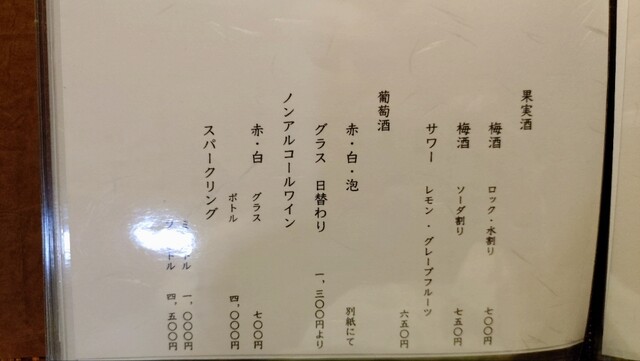 果実酒
梅酒 ロック・水割り 七〇〇円
梅酒 ソーダ割り 七五〇円
サワー レモン・グレープフルーツ 六五〇円
葡萄酒
赤・白・泡 別紙にて
グラス 日替わり 一,三〇〇円より
ノンアルコールワイン
赤・白 グラス 七〇〇円
ボトル 四,〇〇〇円
スパークリング
一,〇〇〇円
四,五〇〇円